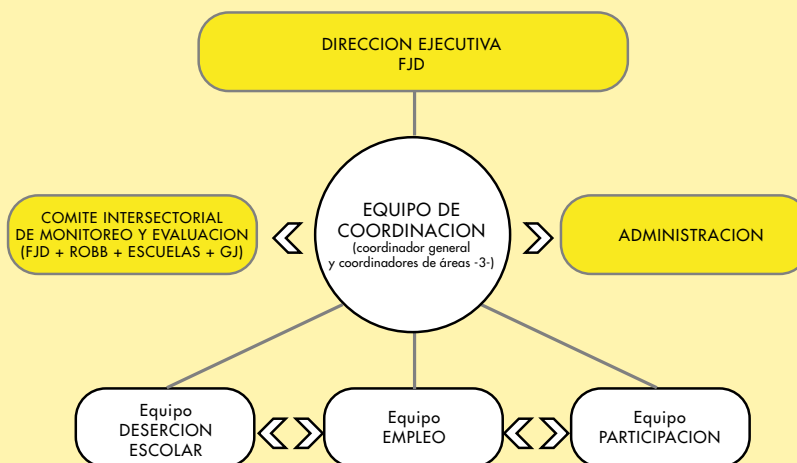 DIRECCION EJECUTIVA
FJD
EQUIPO DE
COORDINACION
(coordinador general
y coordinadores de áreas -3-)
COMITE INTERSECTORIAL
DE MONITOREO Y EVALUACION
(FJD + ROBB + ESCUELAS + GJ)
ADMINISTRACION
Equipo
DESERCION
ESCOLAR
Equipo
EMPLEO
Equipo
PARTICIPACION